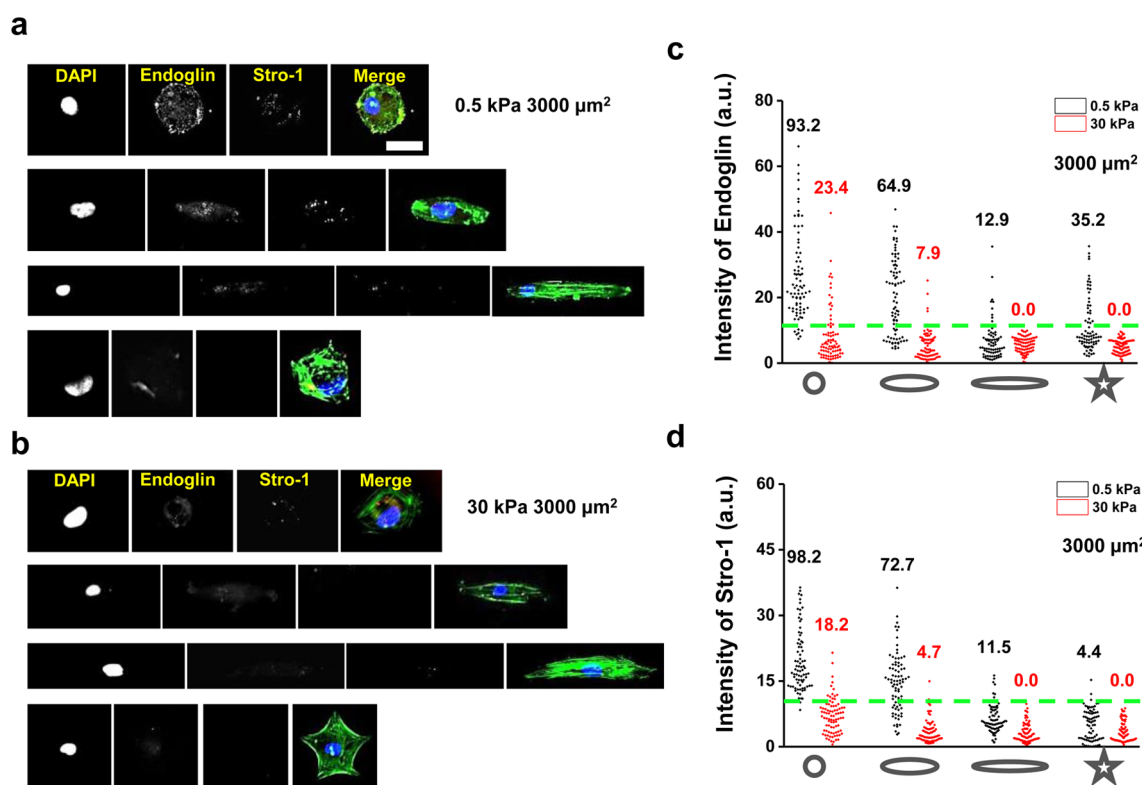 a
DAPI Endoglin Stro-1 Merge
0.5 kPa 3000 µm²
b
DAPI Endoglin Stro-1 Merge
30 kPa 3000 µm²
c
Intensity of Endoglin (a.u.)
80
60
40
20
0
0.5 kPa
30 kPa
3000 µm²
93.2
23.4
64.9
7.9
12.9
0.0
35.2
0.0
d
Intensity of Stro-1 (a.u.)
60
45
30
15
0
0.5 kPa
30 kPa
3000 µm²
98.2
18.2
72.7
4.7
11.5
0.0
4.4
0.0